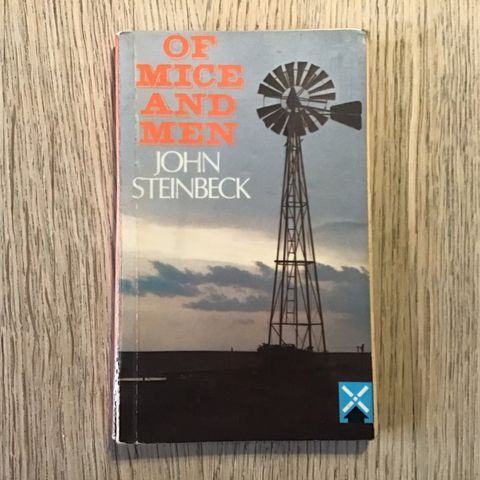 OF
MICE
AND
MEN
JOHN
STEINBECK